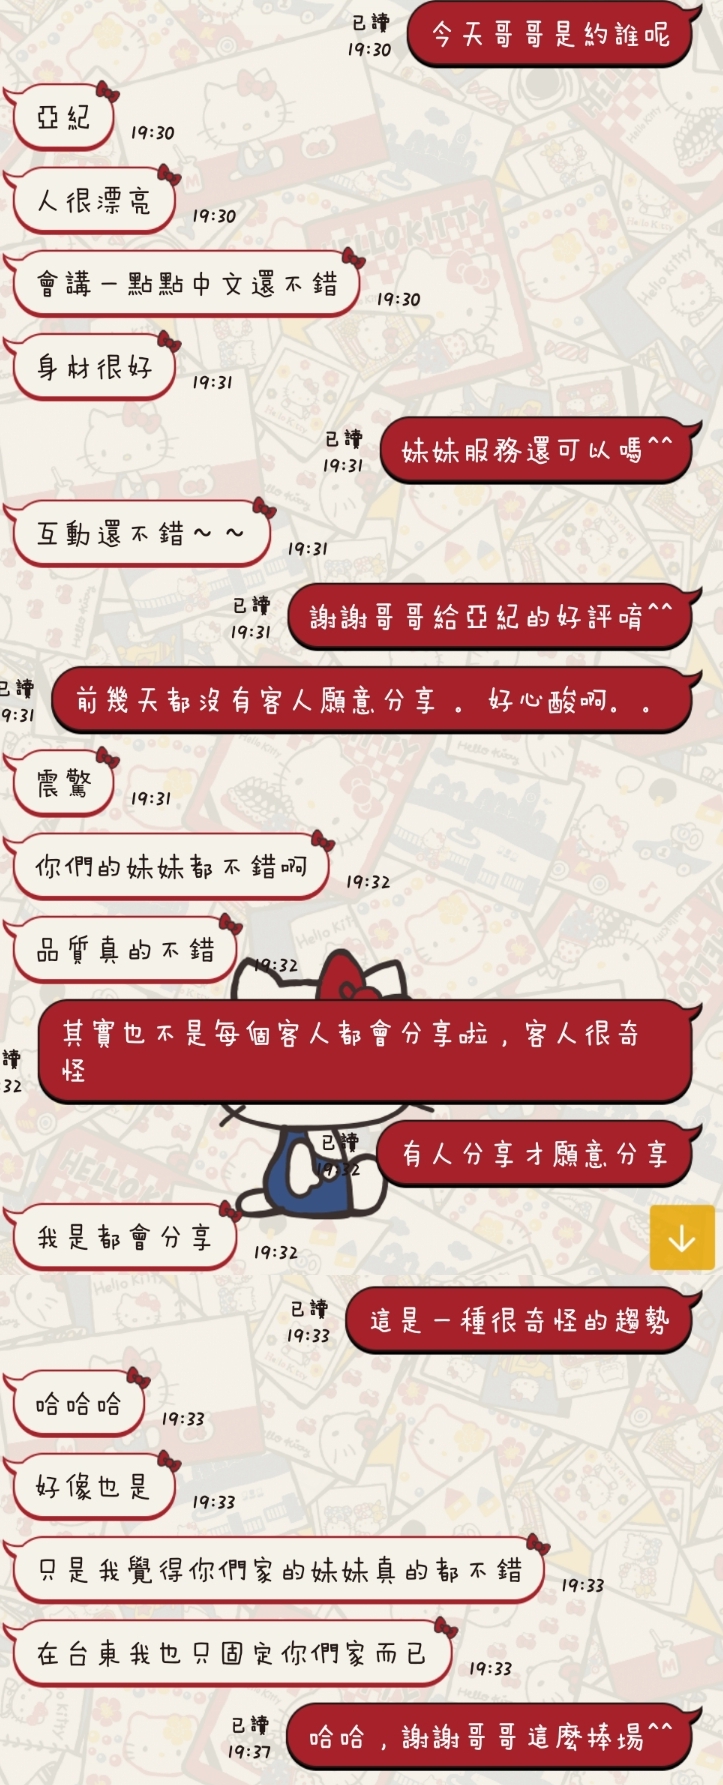 今天哥哥是約誰呢
已讀
19:30
亞紀
19:30
人很漂亮
19:30
會講一點點中文還不錯
19:30
身材很好
19:31
妹妹服務還可以嗎^^
已讀
19:31
互動還不錯～～
19:31
謝謝哥哥給亞紀的好評唷^^
已讀
19:31
前幾天都沒有客人願意分享。好心酸啊。。
已讀
9:31
震驚
19:31
你們的妹妹都不錯啊
19:32
品質真的不錯
19:32
其實也不是每個客人都會分享啦，客人很奇
怪
讀
:32
有人分享才願意分享
已讀
19:32
我是都會分享
19:32
這是一種很奇怪的趨勢
已讀
19:33
哈哈哈
19:33
好像也是
19:33
只是我覺得你們家的妹妹真的都不錯
19:33
在台東我也只固定你們家而已
19:33
哈哈，謝謝哥哥這麼捧場^^
已讀
19:37